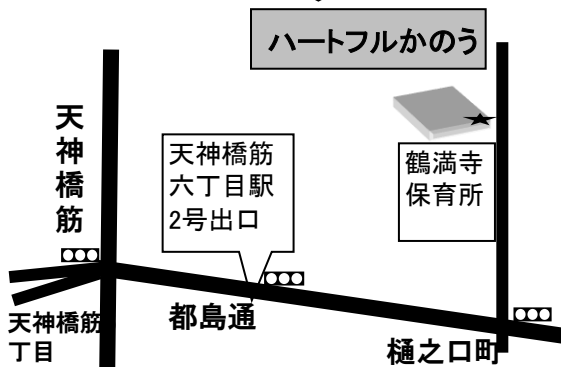 ハートフルかのう
天神橋筋
天神橋筋
六丁目駅
2号出口
鶴満寺
保育所
都島通
天神橋筋
丁目
樋之口町